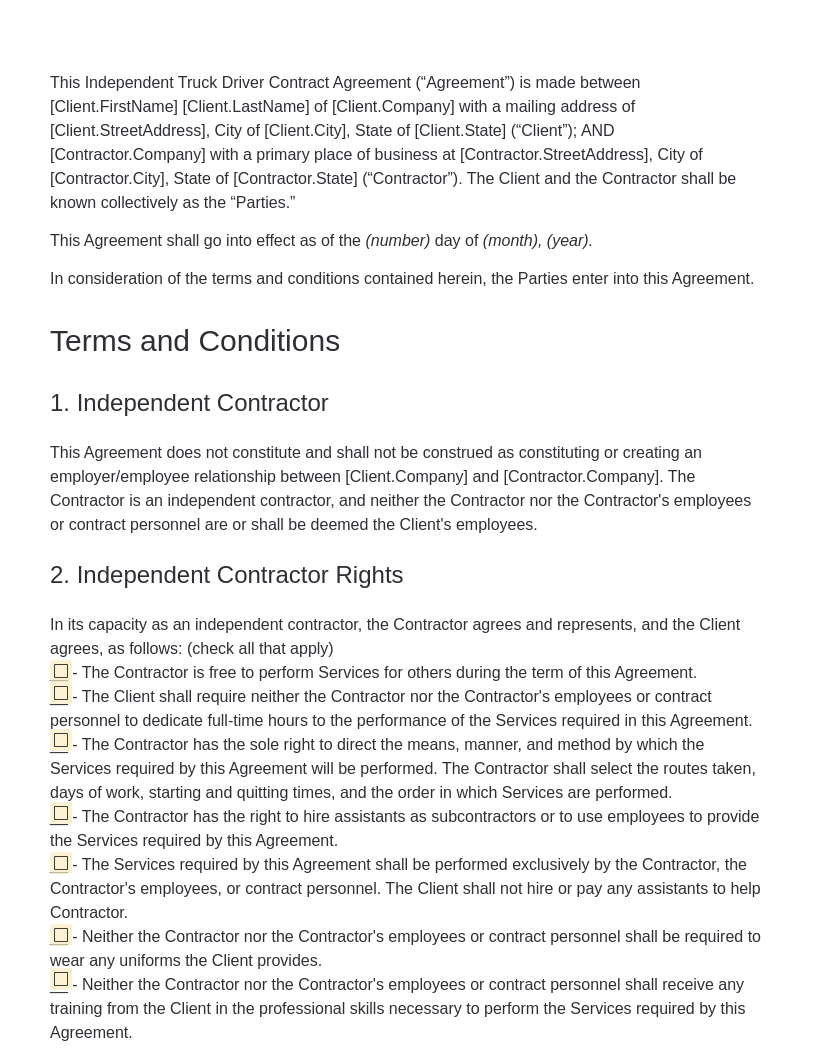 This Independent Truck Driver Contract Agreement (“Agreement”) is made between
[Client.FirstName] [Client.LastName] of [Client.Company] with a mailing address of
[Client.StreetAddress], City of [Client.City], State of [Client.State] (“Client”); AND
[Contractor.Company] with a primary place of business at [Contractor.StreetAddress], City of
[Contractor.City], State of [Contractor.State] (“Contractor”). The Client and the Contractor shall be
known collectively as the “Parties.”
This Agreement shall go into effect as of the (number) day of (month), (year).
In consideration of the terms and conditions contained herein, the Parties enter into this Agreement.
Terms and Conditions
1. Independent Contractor
This Agreement does not constitute and shall not be construed as constituting or creating an
employer/employee relationship between [Client.Company] and [Contractor.Company]. The
Contractor is an independent contractor, and neither the Contractor nor the Contractor's employees
or contract personnel are or shall be deemed the Client's employees.
2. Independent Contractor Rights
In its capacity as an independent contractor, the Contractor agrees and represents, and the Client
agrees, as follows: (check all that apply)
☐ - The Contractor is free to perform Services for others during the term of this Agreement.
☐ - The Client shall require neither the Contractor nor the Contractor's employees or contract
personnel to dedicate full-time hours to the performance of the Services required in this Agreement.
☐ - The Contractor has the sole right to direct the means, manner, and method by which the
Services required by this Agreement will be performed. The Contractor shall select the routes taken,
days of work, starting and quitting times, and the order in which Services are performed.
☐ - The Contractor has the right to hire assistants as subcontractors or to use employees to provide
the Services required by this Agreement.
☐ - The Services required by this Agreement shall be performed exclusively by the Contractor, the
Contractor's employees, or contract personnel. The Client shall not hire or pay any assistants to help
Contractor.
☐ - Neither the Contractor nor the Contractor's employees or contract personnel shall be required to
wear any uniforms the Client provides.
☐ - Neither the Contractor nor the Contractor's employees or contract personnel shall receive any
training from the Client in the professional skills necessary to perform the Services required by this
Agreement.